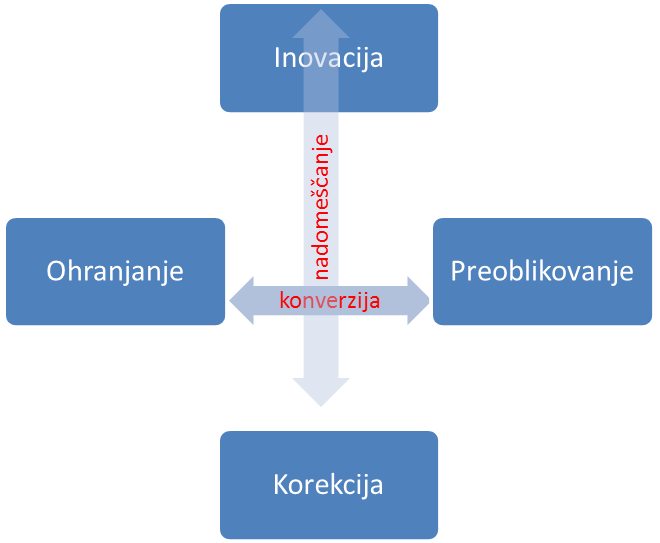 Inovacija
nadomeščanje
Ohranjanje
konverzija
Preoblikovanje
Korekcija